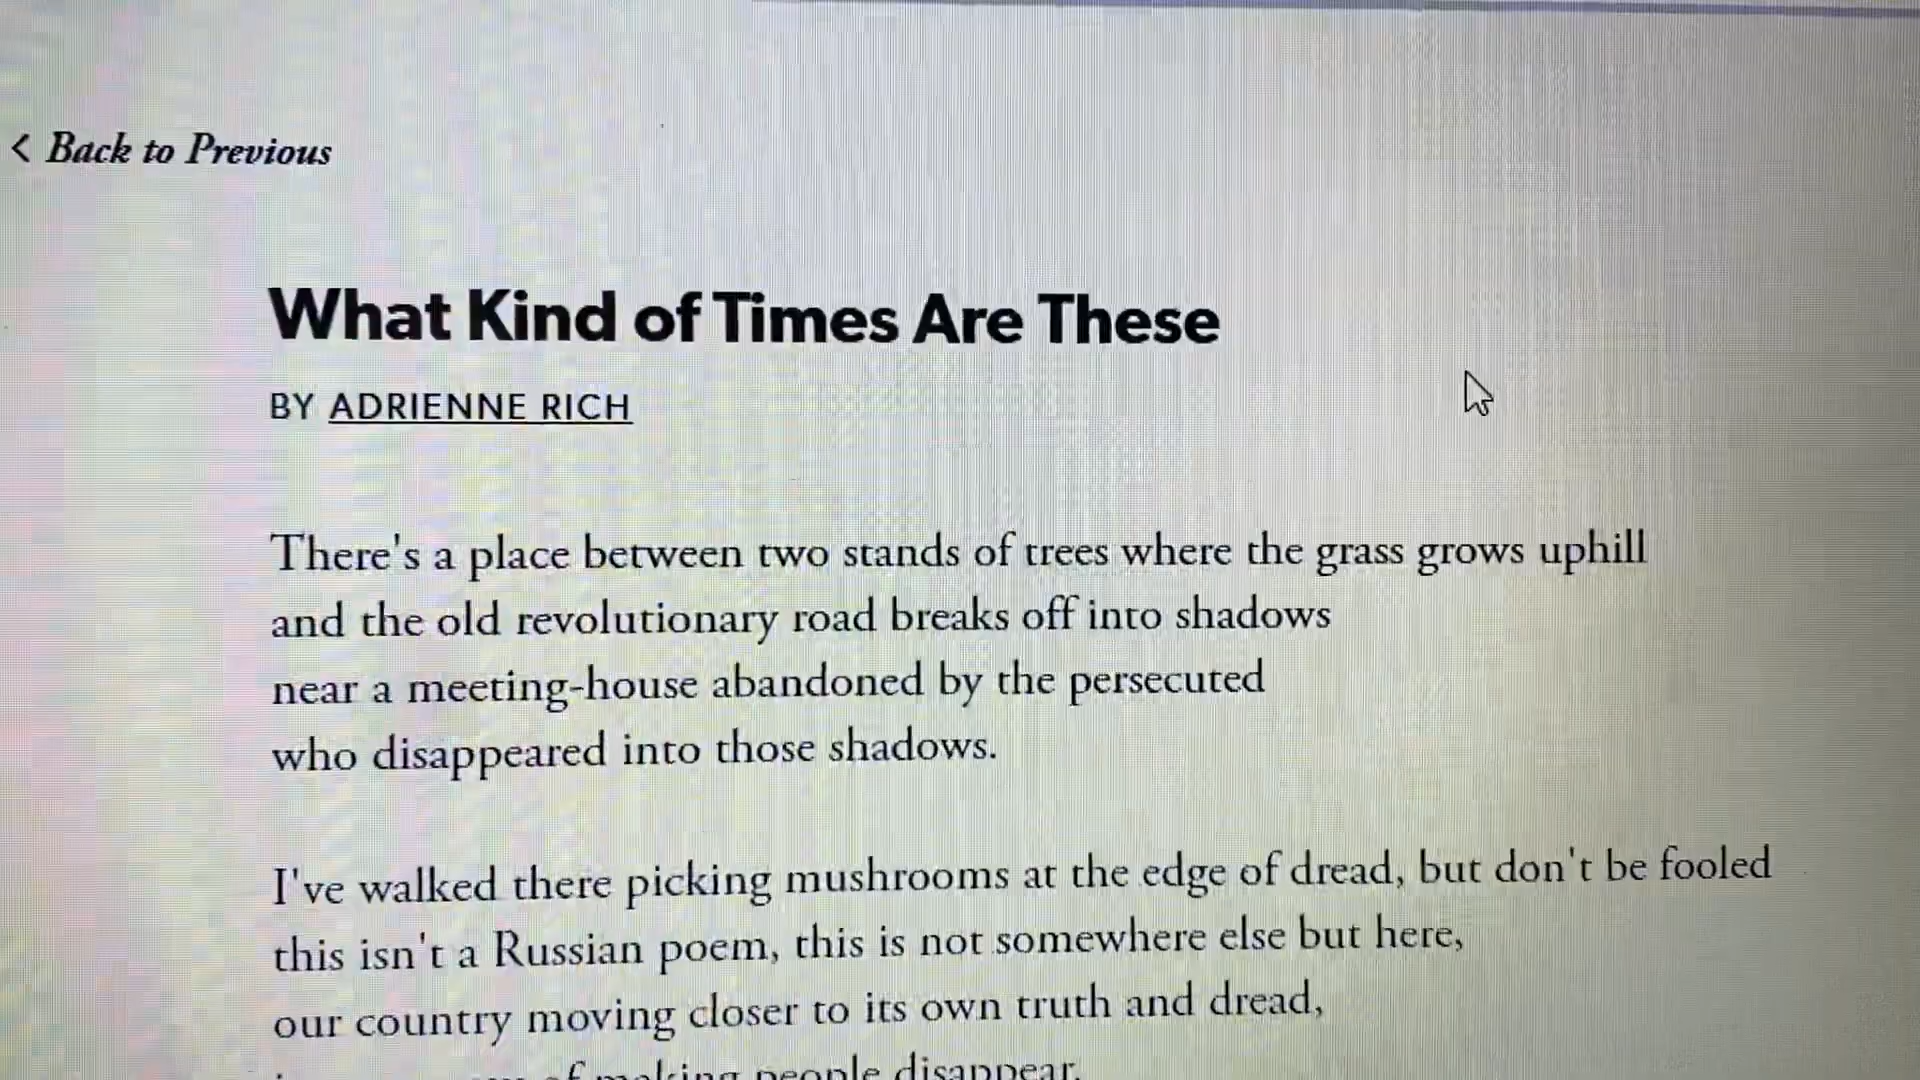 < Back to Previous
What Kind of Times Are These
BY ADRIENNE RICH
There's a place between two stands of trees where the grass grows uphill
and the old revolutionary road breaks off into shadows
near a meeting-house abandoned by the persecuted
who disappeared into those shadows.
I've walked there picking mushrooms at the edge of dread, but don't be fooled
this isn't a Russian poem, this is not somewhere else but here,
our country moving closer to its own truth and dread,
of making people disappear.